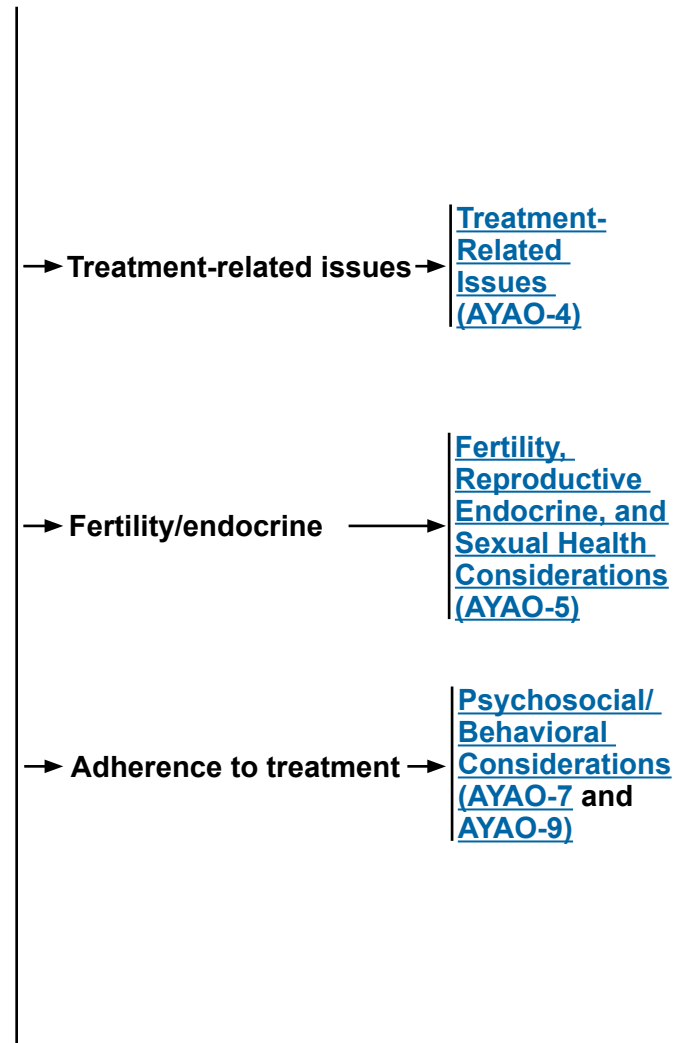 Treatment-related issues
Treatment-
Related
Issues
(AYAO-4)
Fertility/endocrine
Fertility,
Reproductive
Endocrine, and
Sexual Health
Considerations
(AYAO-5)
Adherence to treatment
Psychosocial/
Behavioral
Considerations
(AYAO-7 and
AYAO-9)